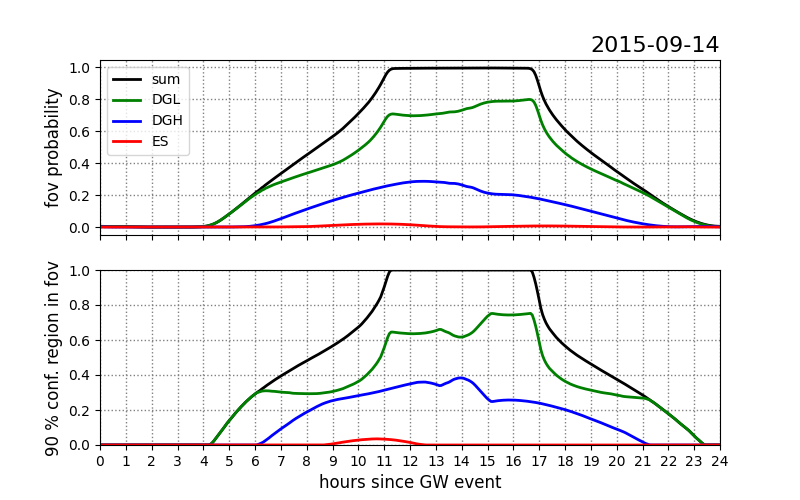 2015-09-14
fov probability
1.0
0.8
0.6
0.4
0.2
0.0
sum
DGL
DGH
ES
90 % conf. region in fov
1.0
0.8
0.6
0.4
0.2
0.0
0 1 2 3 4 5 6 7 8 9 10 11 12 13 14 15 16 17 18 19 20 21 22 23 24
hours since GW event